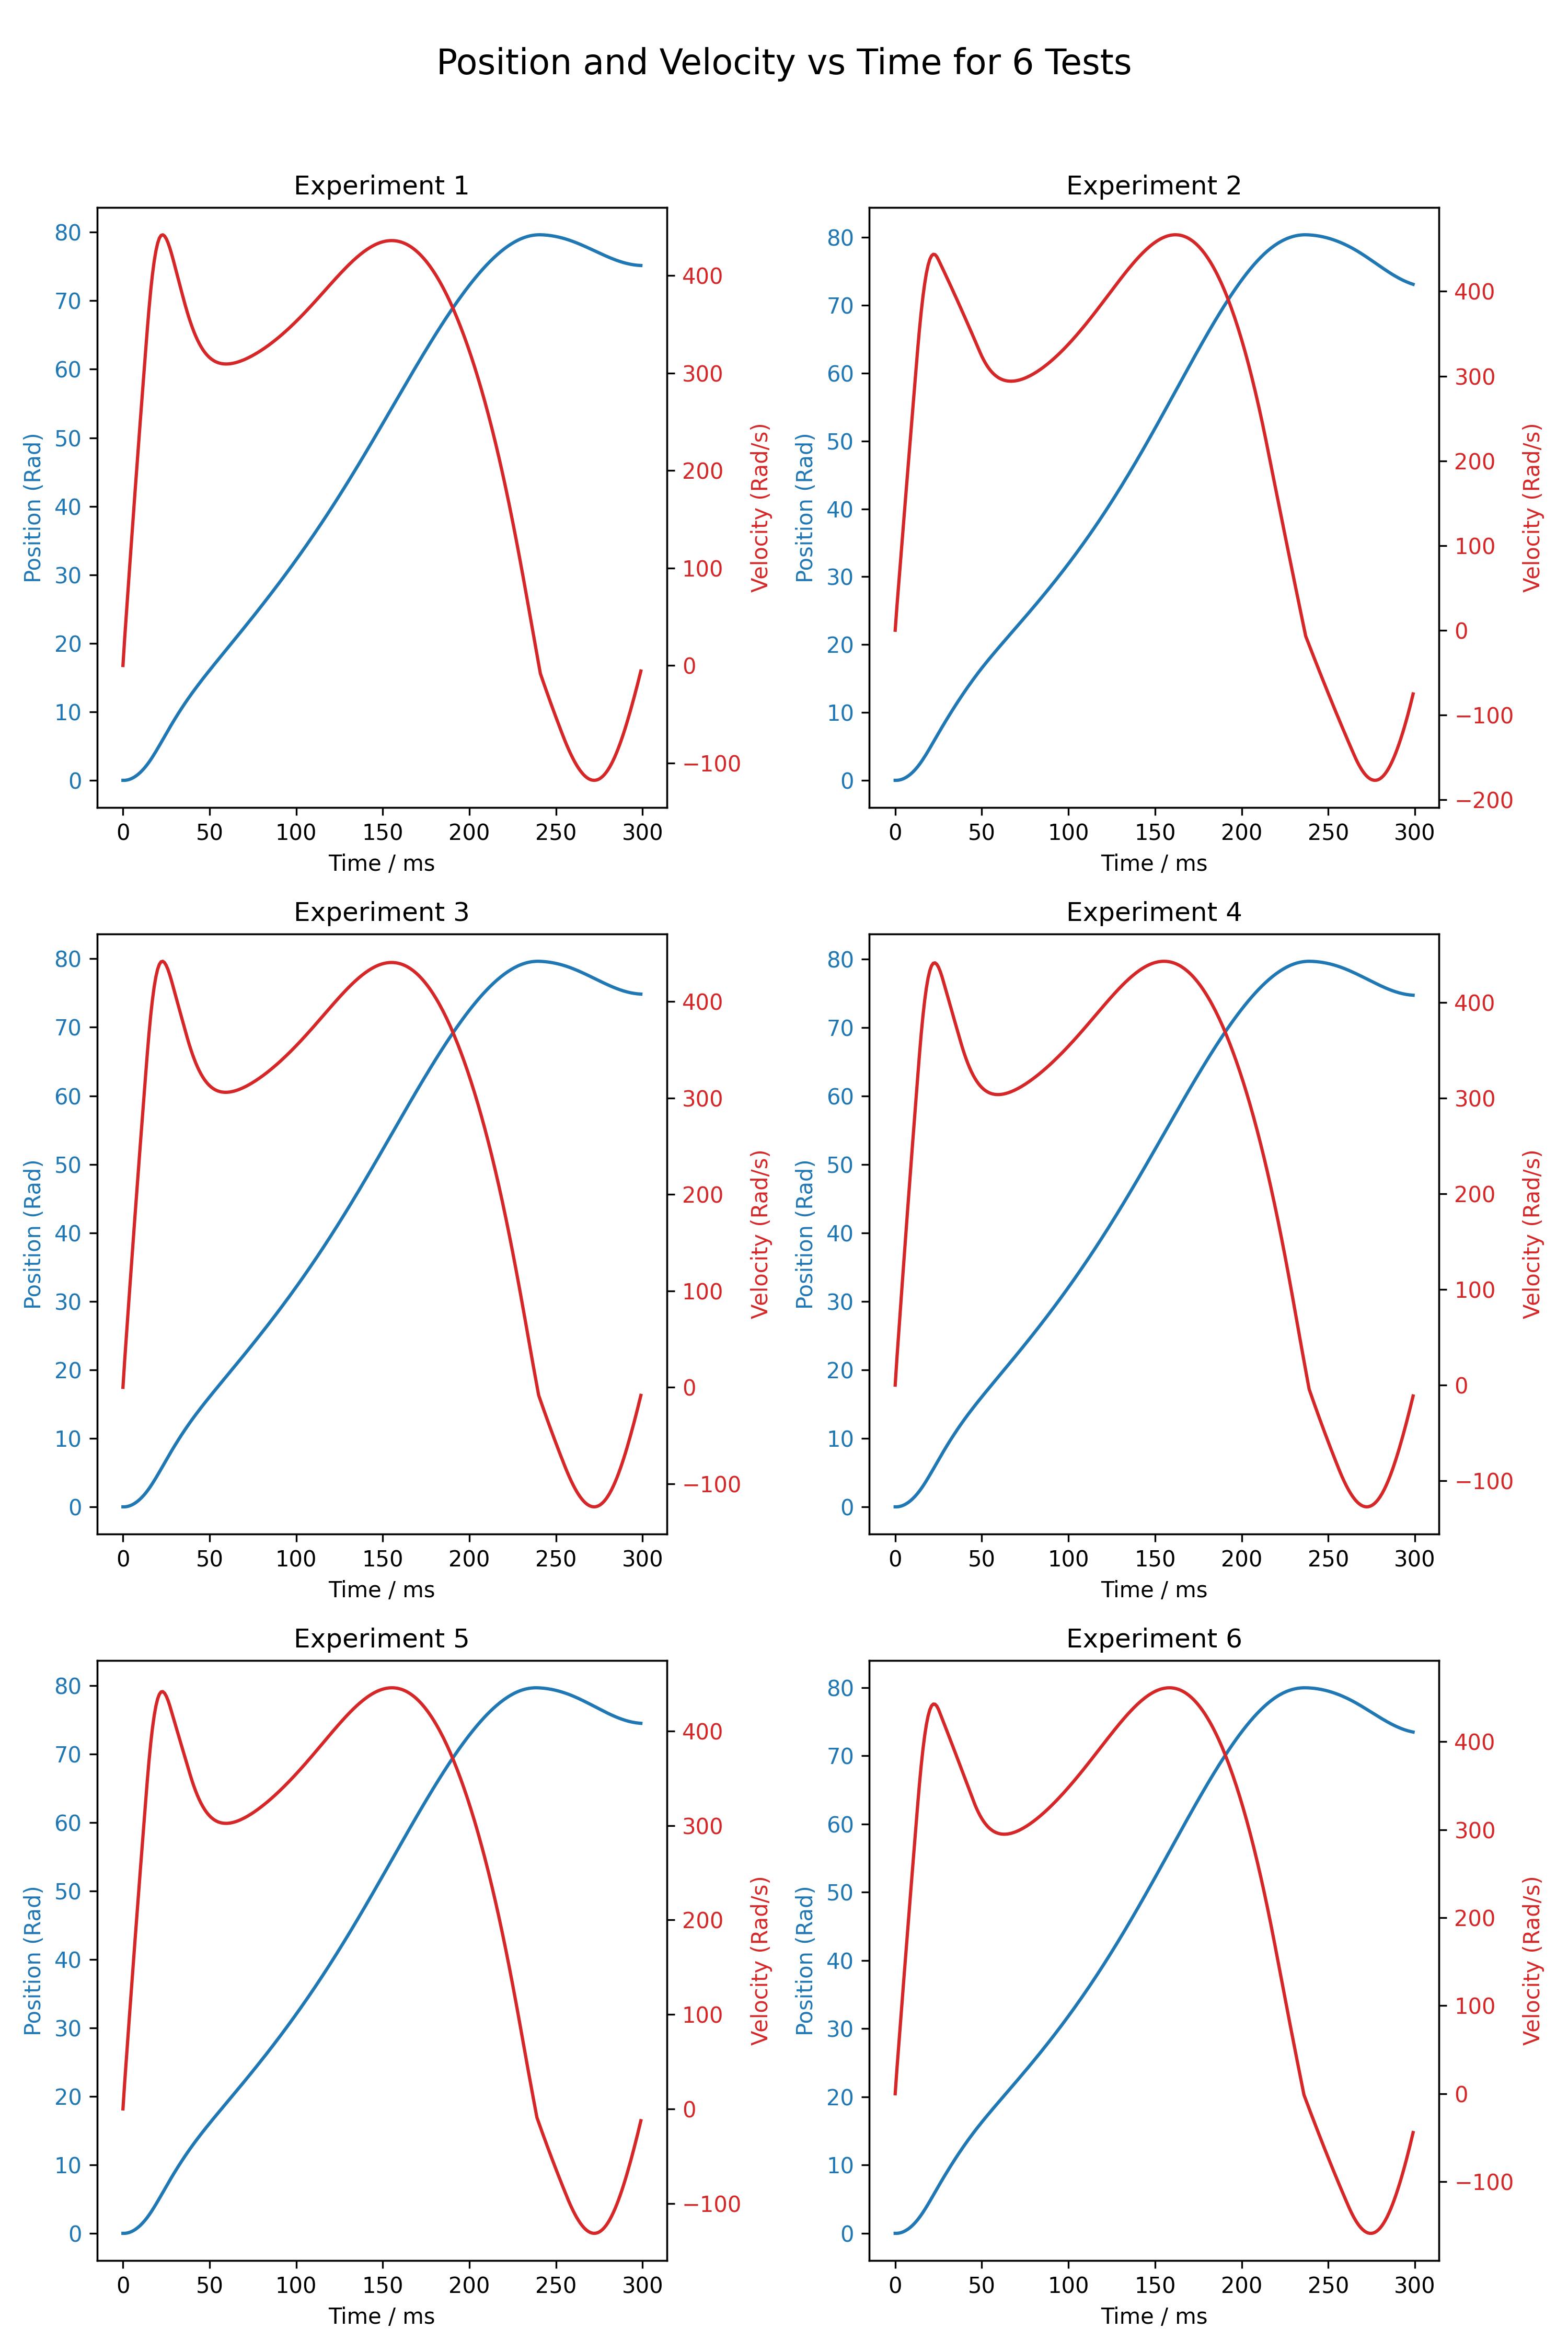 Position and Velocity vs Time for 6 Tests
Experiment 1
80
70
60
50
40
30
20
10
0
Position (Rad)
400
300
200
100
0
−100
Velocity (Rad/s)
0 50 100 150 200 250 300
Time / ms
Experiment 2
80
70
60
50
40
30
20
10
0
Position (Rad)
400
300
200
100
0
−100
−200
Velocity (Rad/s)
0 50 100 150 200 250 300
Time / ms
Experiment 3
80
70
60
50
40
30
20
10
0
Position (Rad)
400
300
200
100
0
−100
Velocity (Rad/s)
0 50 100 150 200 250 300
Time / ms
Experiment 4
80
70
60
50
40
30
20
10
0
Position (Rad)
400
300
200
100
0
−100
Velocity (Rad/s)
0 50 100 150 200 250 300
Time / ms
Experiment 5
80
70
60
50
40
30
20
10
0
Position (Rad)
400
300
200
100
0
−100
Velocity (Rad/s)
0 50 100 150 200 250 300
Time / ms
Experiment 6
80
70
60
50
40
30
20
10
0
Position (Rad)
400
300
200
100
0
−100
Velocity (Rad/s)
0 50 100 150 200 250 300
Time / ms